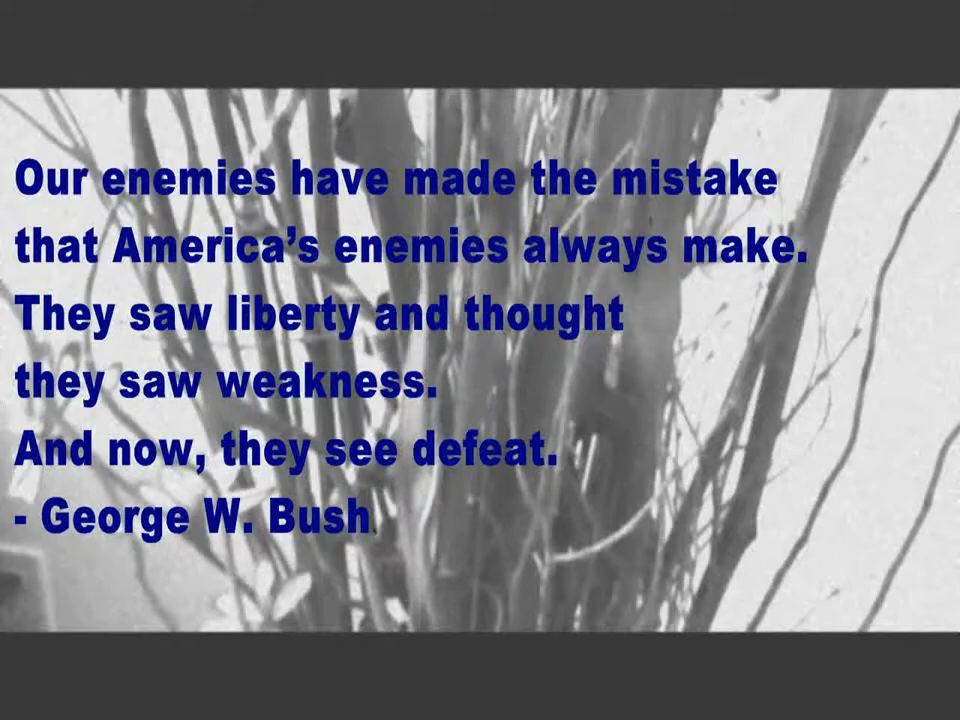 Our enemies have made the mistake
that America’s enemies always make.
They saw liberty and thought
they saw weakness.
And now, they see defeat.
- George W. Bush